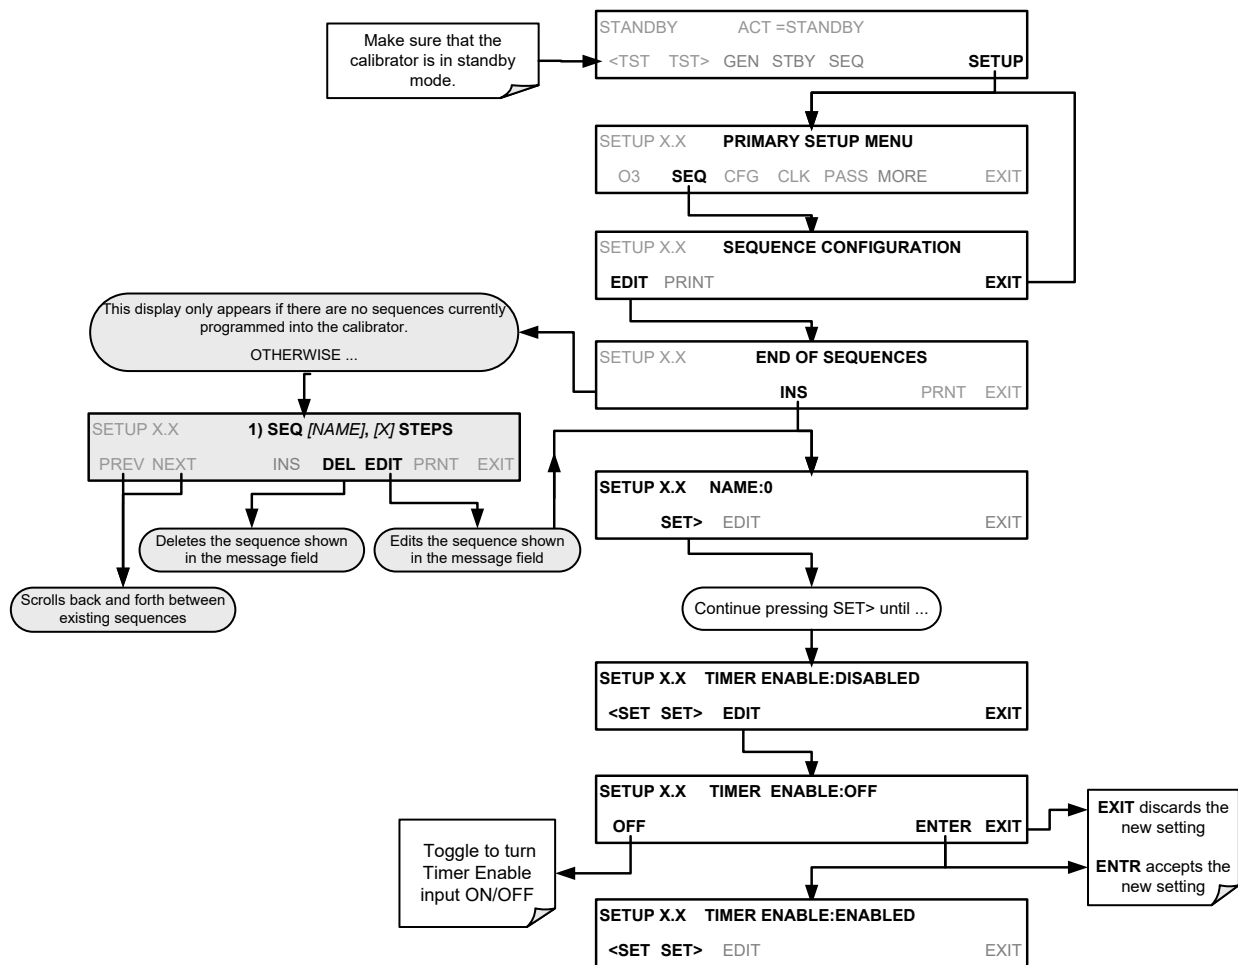 Make sure that the
calibrator is in standby
mode.
STANDBY ACT =STANDBY
<TST TST> GEN STBY SEQ SETUP
SETUP X.X PRIMARY SETUP MENU
O3 SEQ CFG CLK PASS MORE EXIT
SETUP X.X SEQUENCE CONFIGURATION
EDIT PRINT EXIT
This display only appears if there are no sequences currently
programmed into the calibrator.
OTHERWISE ...
SETUP X.X END OF SEQUENCES
INS PRNT EXIT
SETUP X.X 1) SEQ [NAME], [X] STEPS
PREV NEXT INS DEL EDIT PRNT EXIT
Deletes the sequence shown
in the message field
Edits the sequence shown
in the message field
Scrolls back and forth between
existing sequences
SETUP X.X NAME:0
SET> EDIT EXIT
Continue pressing SET> until ...
SETUP X.X TIMER ENABLE:DISABLED
<SET SET> EDIT EXIT
SETUP X.X TIMER ENABLE:OFF
OFF ENTER EXIT
EXIT discards the
new setting
ENTR accepts the
new setting
Toggle to turn
Timer Enable
input ON/OFF
SETUP X.X TIMER ENABLE:ENABLED
<SET SET> EDIT EXIT